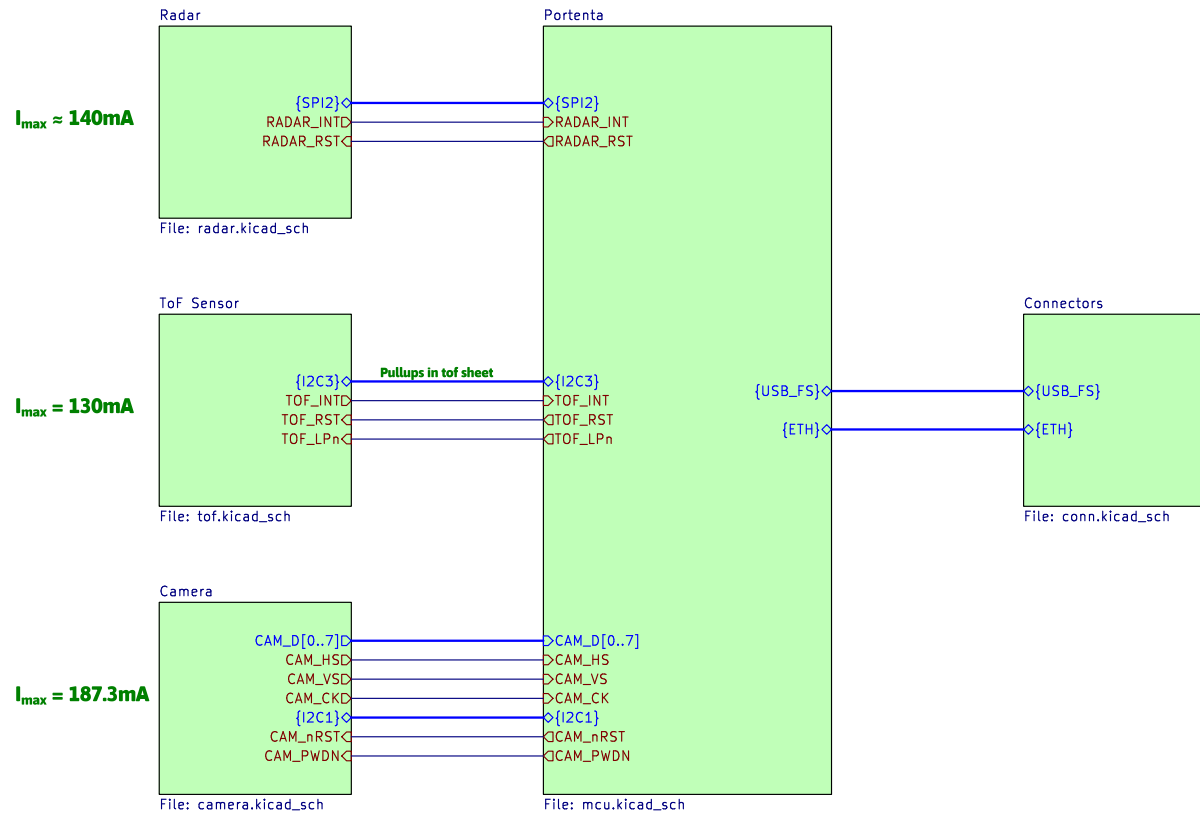 Radar
Portenta
{SPI2} {SPI2}
I_max ≈ 140mA
RADAR_INT RADAR_INT
RADAR_RST RADAR_RST
File: radar.kicad_sch
ToF Sensor
Connectors
Pullups in tof sheet
{I2C3} {I2C3}
{USB_FS} {USB_FS}
TOF_INT TOF_INT
I_max = 130mA
TOF_RST TOF_RST
{ETH} {ETH}
TOF_LPn TOF_LPn
File: tof.kicad_sch
File: conn.kicad_sch
Camera
CAM_D[0..7] CAM_D[0..7]
CAM_HS CAM_HS
CAM_VS CAM_VS
I_max = 187.3mA
CAM_CK CAM_CK
{I2C1} {I2C1}
CAM_nRST CAM_nRST
CAM_PWDN CAM_PWDN
File: camera.kicad_sch
File: mcu.kicad_sch